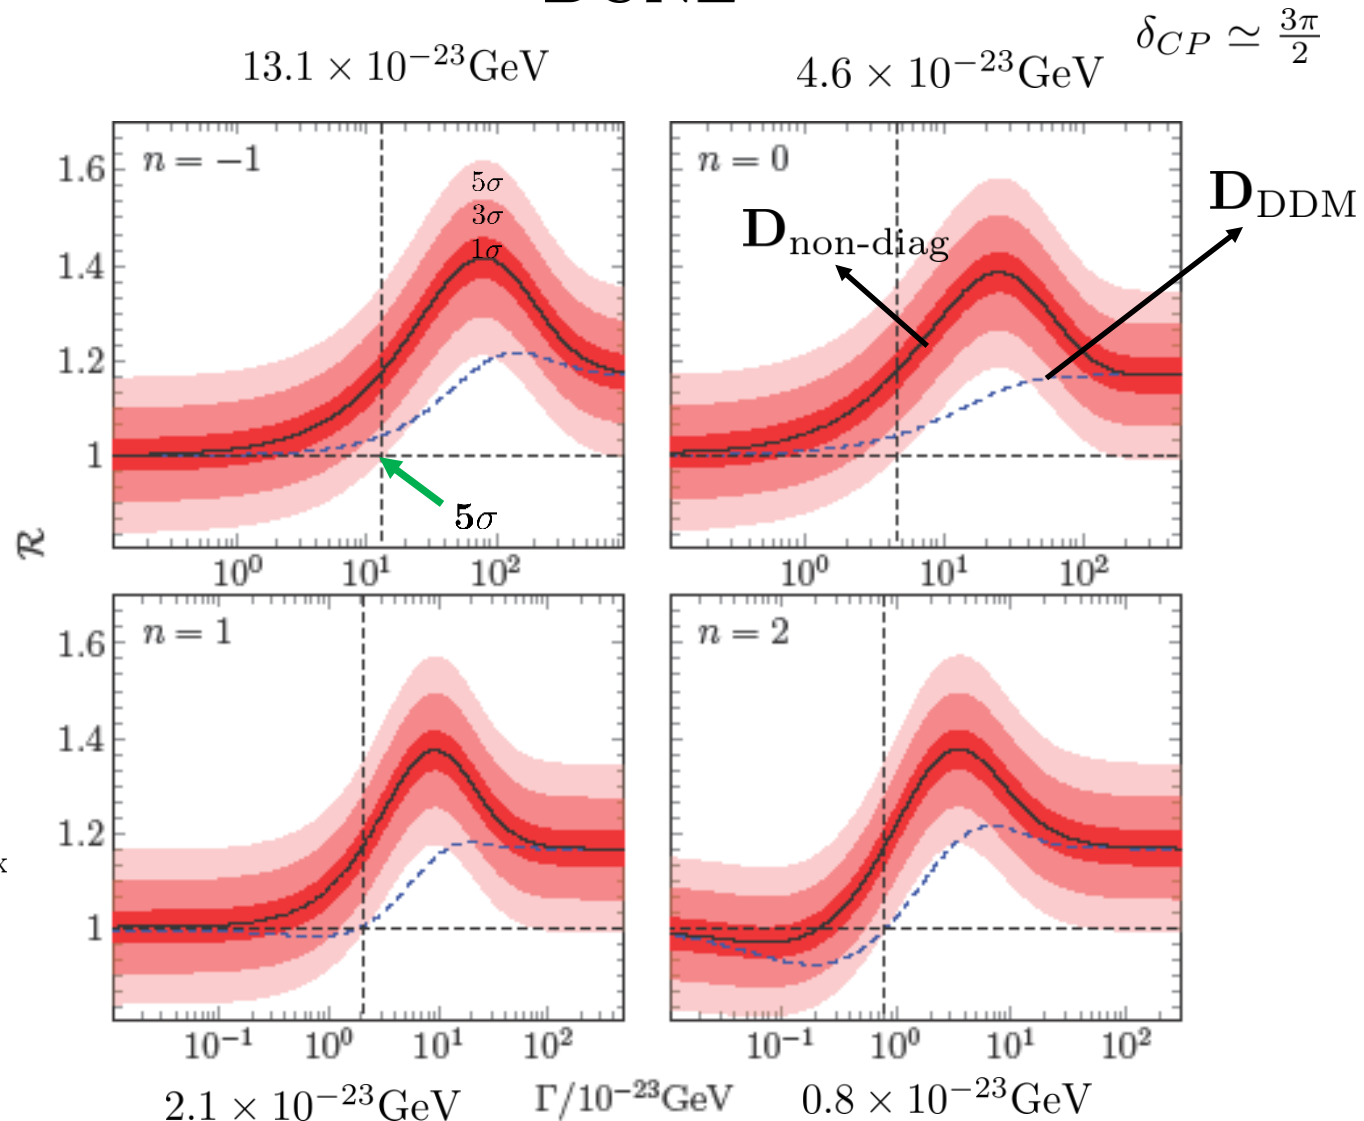 δ_CP ≃ 3π/2
13.1 × 10⁻²³GeV
4.6 × 10⁻²³GeV
n = −1
5σ
3σ
1σ
5σ
1.6
1.4
1.2
1
10⁰ 10¹ 10²
n = 0
D_non-diag
D_DDM
10⁰ 10¹ 10²
ℛ
n = 1
1.6
1.4
1.2
1
10⁻¹ 10⁰ 10¹ 10²
n = 2
10⁻¹ 10⁰ 10¹ 10²
x
2.1 × 10⁻²³GeV
Γ/10⁻²³GeV
0.8 × 10⁻²³GeV